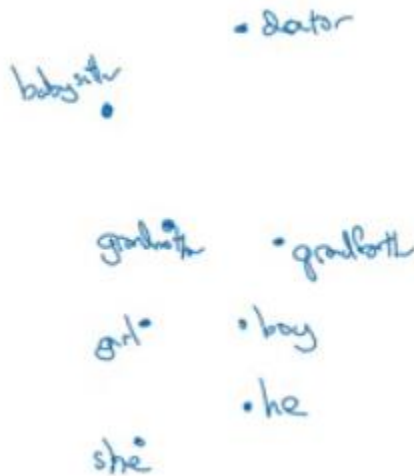 doctor
babysitter
grandmother
grandfather
girl
boy
he
she